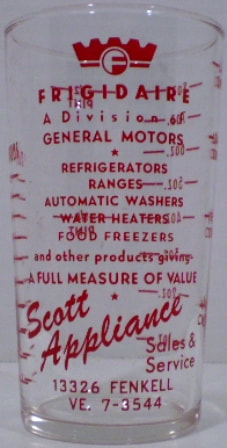 F
FRIGIDAIRE
A Division of
GENERAL MOTORS
REFRIGERATORS
RANGES
AUTOMATIC WASHERS
WATER HEATERS
FOOD FREEZERS
and other products giving
A FULL MEASURE OF VALUE
Scott
Appliance
Sales &
Service
13326 FENKELL
VE. 7-3544